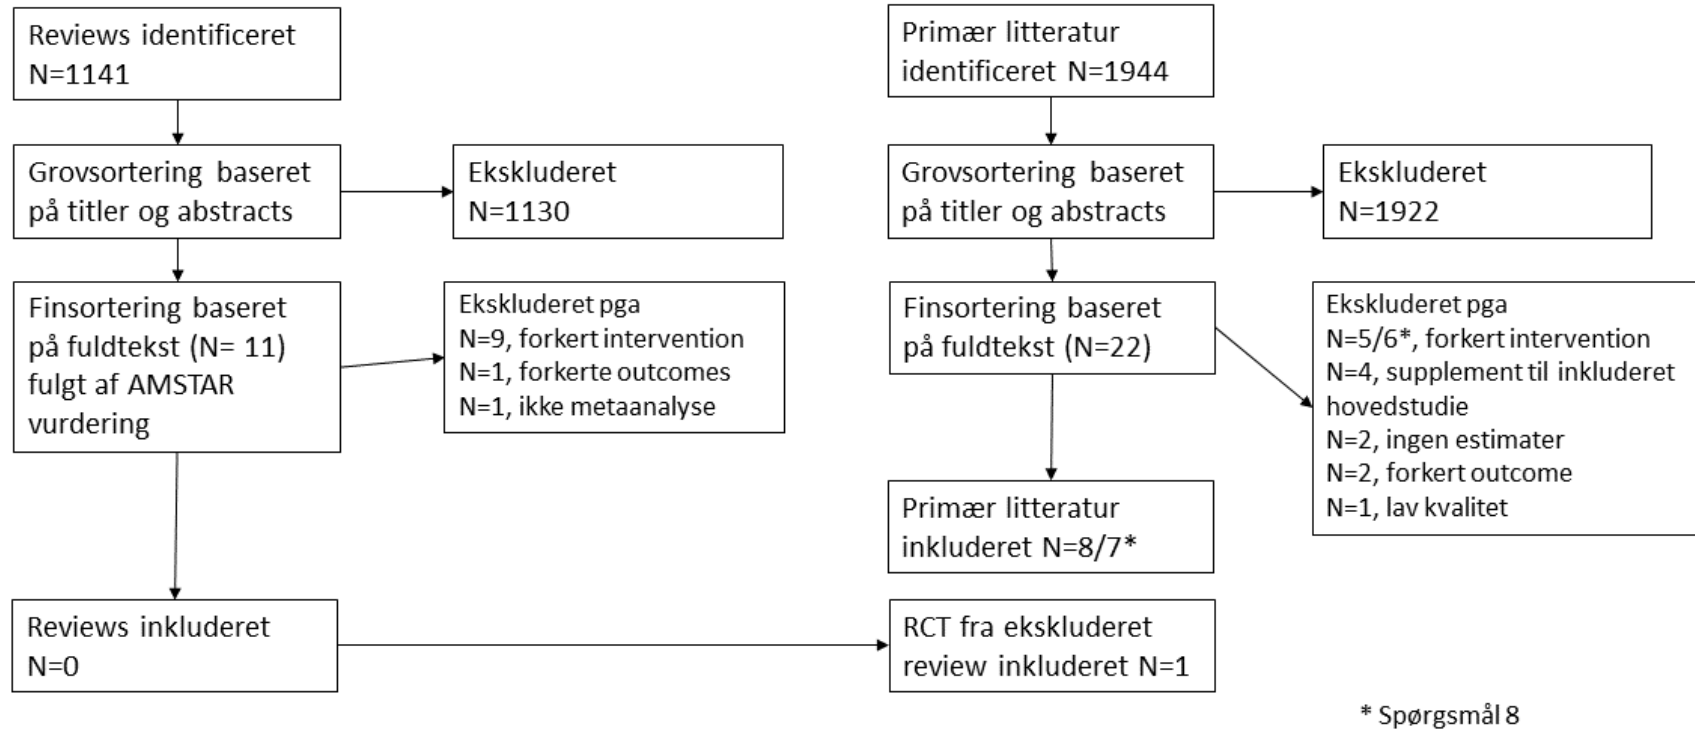 Reviews identificeret
N=1141
Grovsortering baseret
på titler og abstracts
Ekskluderet
N=1130
Finsortering baseret
på fuldtekst (N= 11)
fulgt af AMSTAR
vurdering
Ekskluderet pga
N=9, forkert intervention
N=1, forkerte outcomes
N=1, ikke metaanalyse
Reviews inkluderet
N=0
Primær litteratur
identificeret N=1944
Grovsortering baseret
på titler og abstracts
Ekskluderet
N=1922
Finsortering baseret
på fuldtekst (N=22)
Ekskluderet pga
N=5/6*, forkert intervention
N=4, supplement til inkluderet
hovedstudie
N=2, ingen estimater
N=2, forkert outcome
N=1, lav kvalitet
Primær litteratur
inkluderet N=8/7*
RCT fra ekskluderet
review inkluderet N=1
* Spørgsmål 8